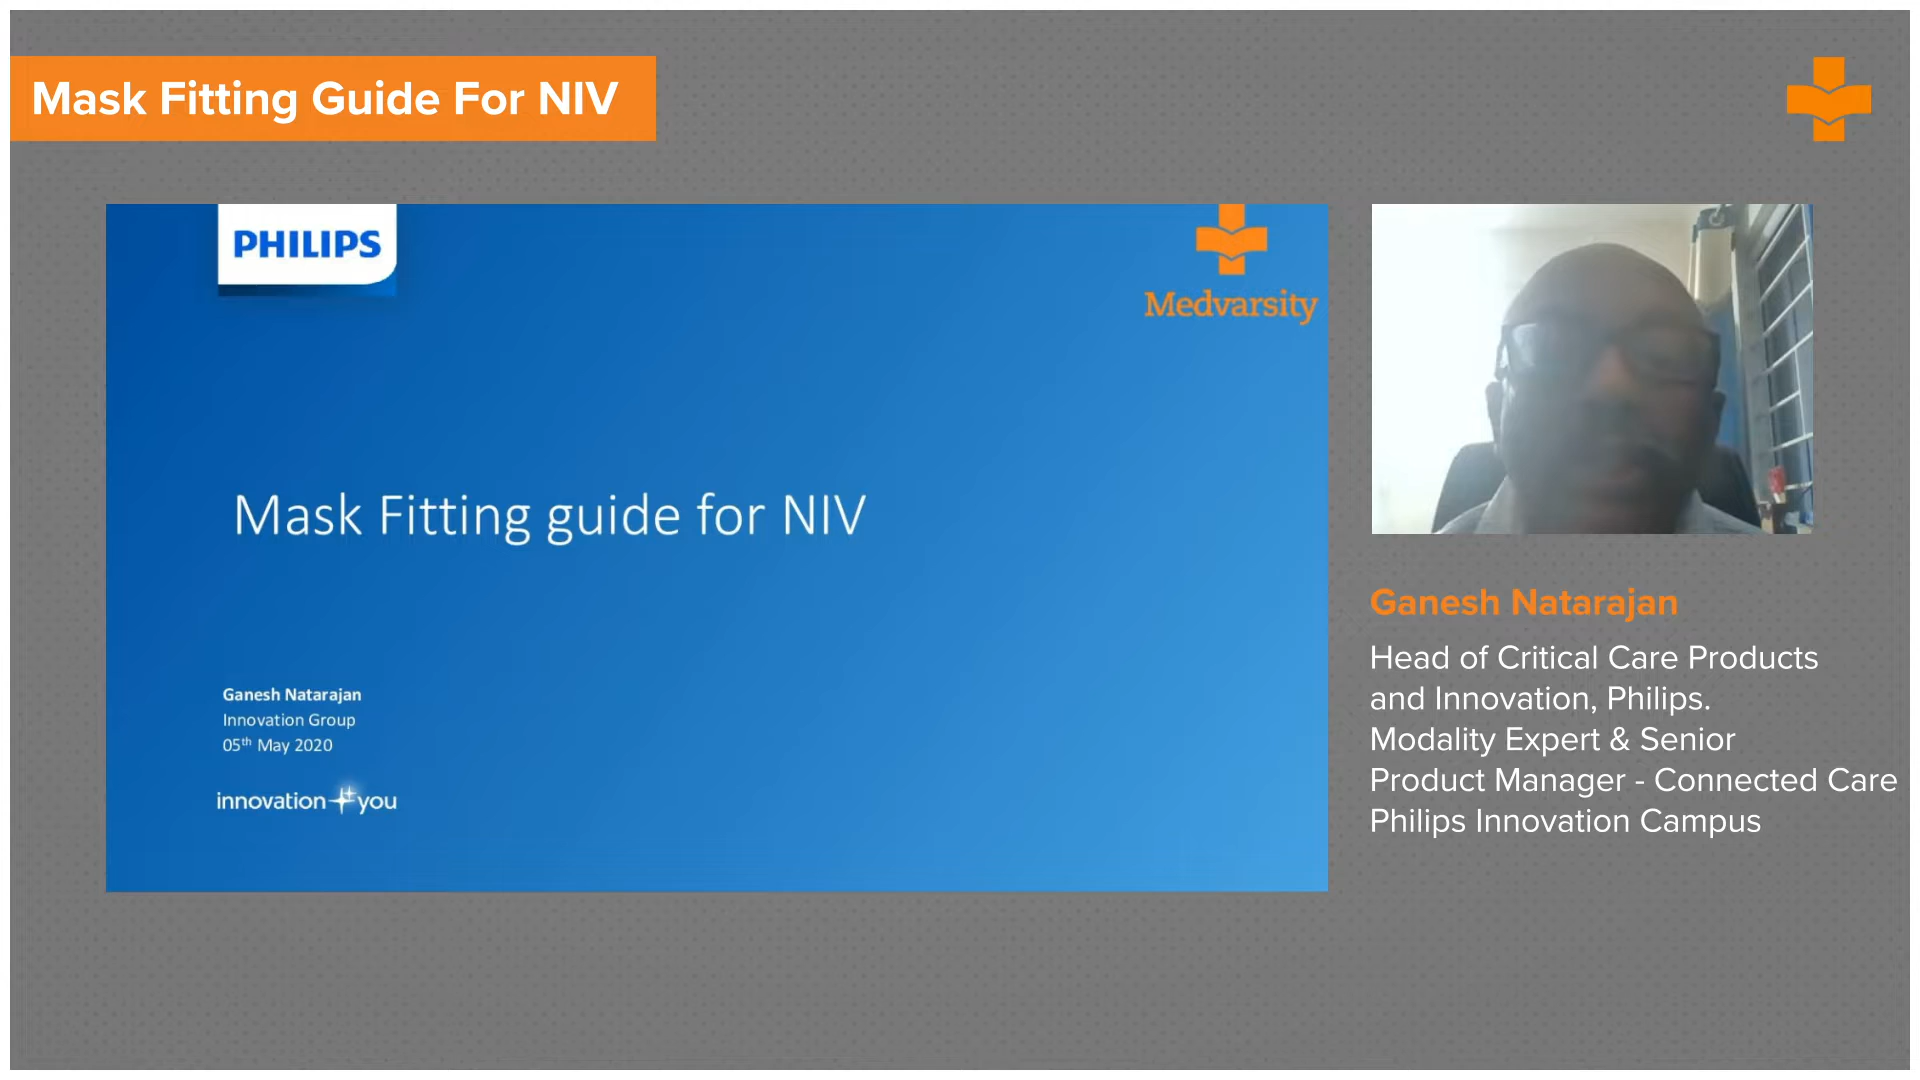 Mask Fitting Guide For NIV
PHILIPS
Medvarsity
Mask Fitting guide for NIV
Ganesh Natarajan
Innovation Group
05th May 2020
innovation you
Ganesh Natarajan
Head of Critical Care Products
and Innovation, Philips.
Modality Expert & Senior
Product Manager - Connected Care
Philips Innovation Campus